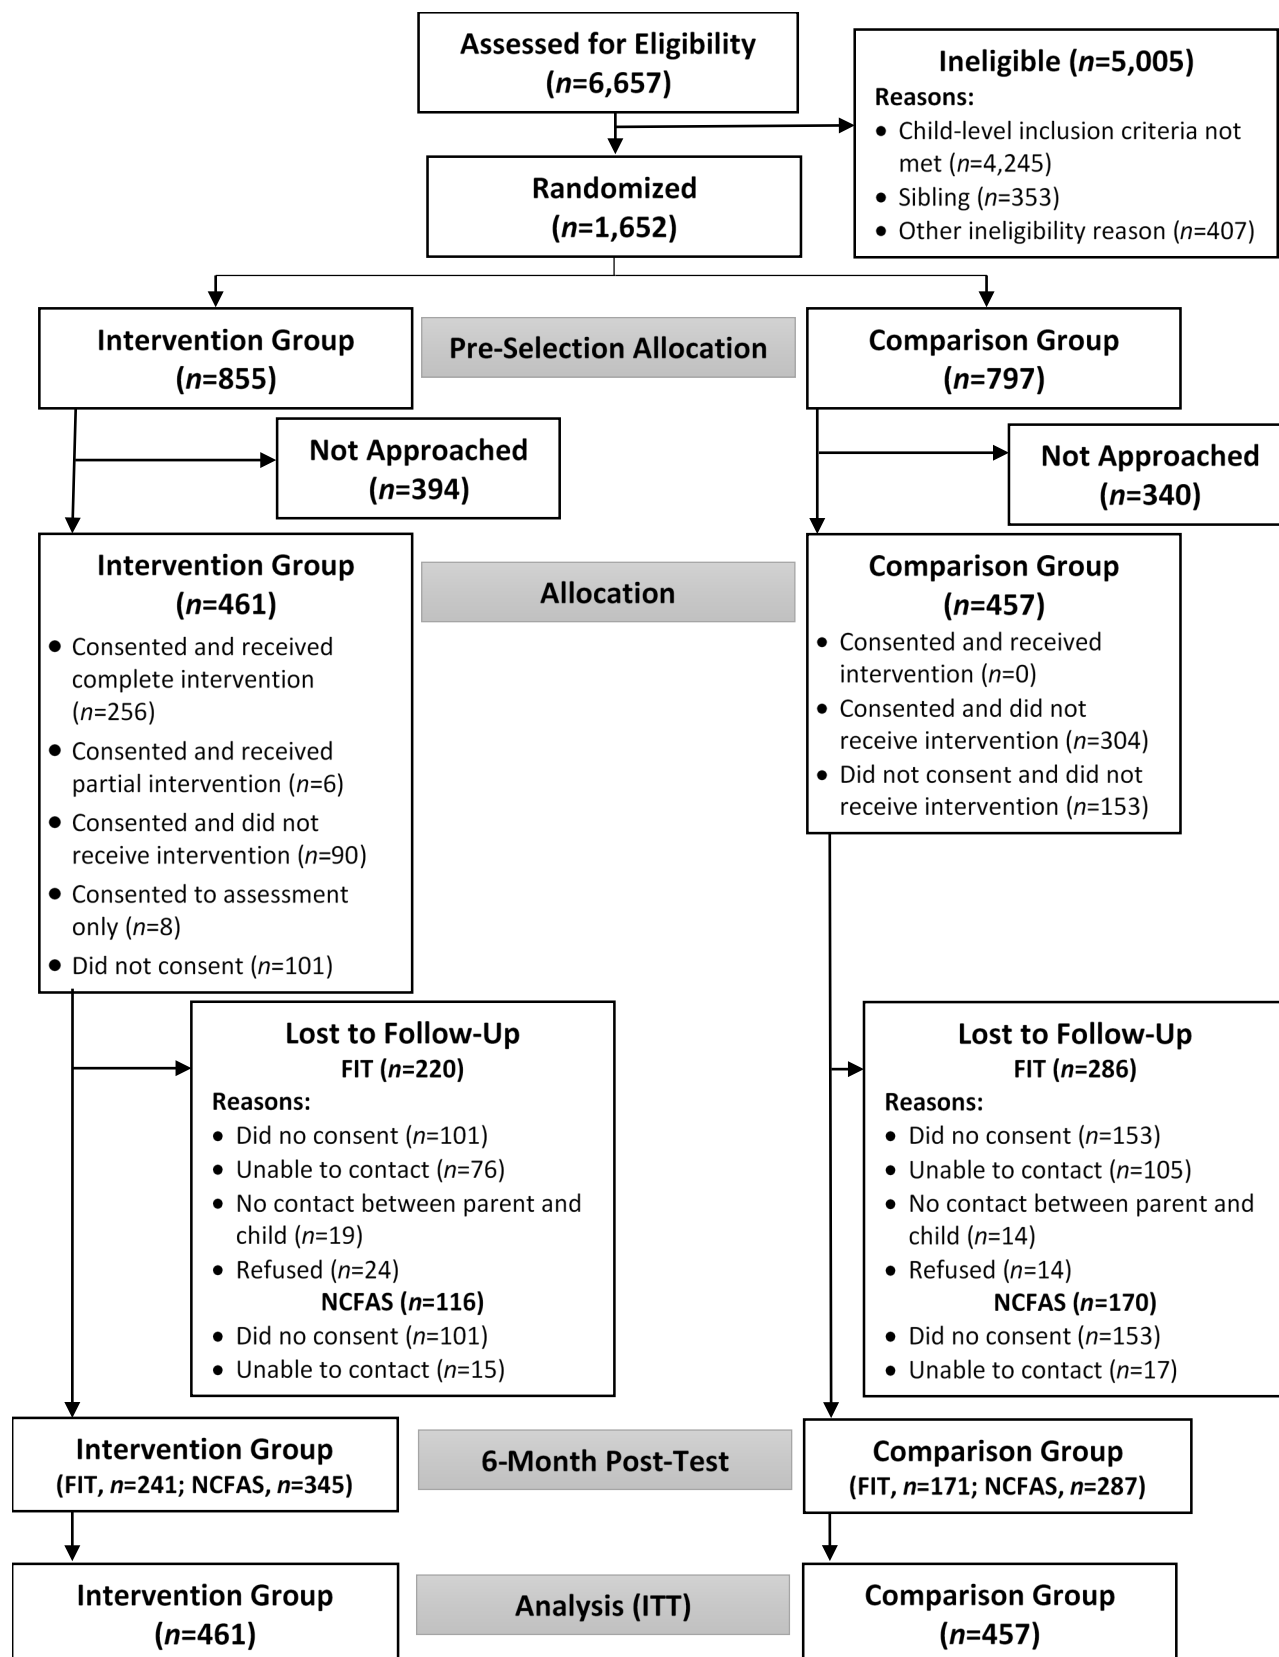 Assessed for Eligibility
(n=6,657)
Ineligible (n=5,005)
Reasons:
• Child-level inclusion criteria not
met (n=4,245)
• Sibling (n=353)
• Other ineligibility reason (n=407)
Randomized
(n=1,652)
Intervention Group
(n=855)
Pre-Selection Allocation
Comparison Group
(n=797)
Not Approached
(n=394)
Not Approached
(n=340)
Intervention Group
(n=461)
• Consented and received
complete intervention
(n=256)
• Consented and received
partial intervention (n=6)
• Consented and did not
receive intervention (n=90)
• Consented to assessment
only (n=8)
• Did not consent (n=101)
Allocation
Comparison Group
(n=457)
• Consented and received
intervention (n=0)
• Consented and did not
receive intervention (n=304)
• Did not consent and did not
receive intervention (n=153)
Lost to Follow-Up
FIT (n=220)
Reasons:
• Did no consent (n=101)
• Unable to contact (n=76)
• No contact between parent and
child (n=19)
• Refused (n=24)
NCFAS (n=116)
• Did no consent (n=101)
• Unable to contact (n=15)
Lost to Follow-Up
FIT (n=286)
Reasons:
• Did no consent (n=153)
• Unable to contact (n=105)
• No contact between parent and
child (n=14)
• Refused (n=14)
NCFAS (n=170)
• Did no consent (n=153)
• Unable to contact (n=17)
Intervention Group
(FIT, n=241; NCFAS, n=345)
6-Month Post-Test
Comparison Group
(FIT, n=171; NCFAS, n=287)
Intervention Group
(n=461)
Analysis (ITT)
Comparison Group
(n=457)